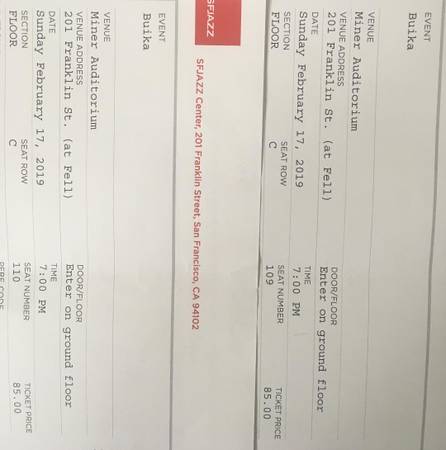 EVENT
Buika
VENUE
Miner Auditorium
VENUE ADDRESS DOOR/FLOOR
201 Franklin St. (at Fell) Enter on ground floor
DATE TIME
Sunday February 17, 2019 7:00 PM
SECTION SEAT ROW SEAT NUMBER TICKET PRICE
FLOOR C 109 85.00
SFJAZZ
SFJAZZ Center, 201 Franklin Street, San Francisco, CA 94102
EVENT
Buika
VENUE
Miner Auditorium
VENUE ADDRESS DOOR/FLOOR
201 Franklin St. (at Fell) Enter on ground floor
DATE TIME
Sunday February 17, 2019 7:00 PM
SECTION SEAT ROW SEAT NUMBER TICKET PRICE
FLOOR C 110 85.00